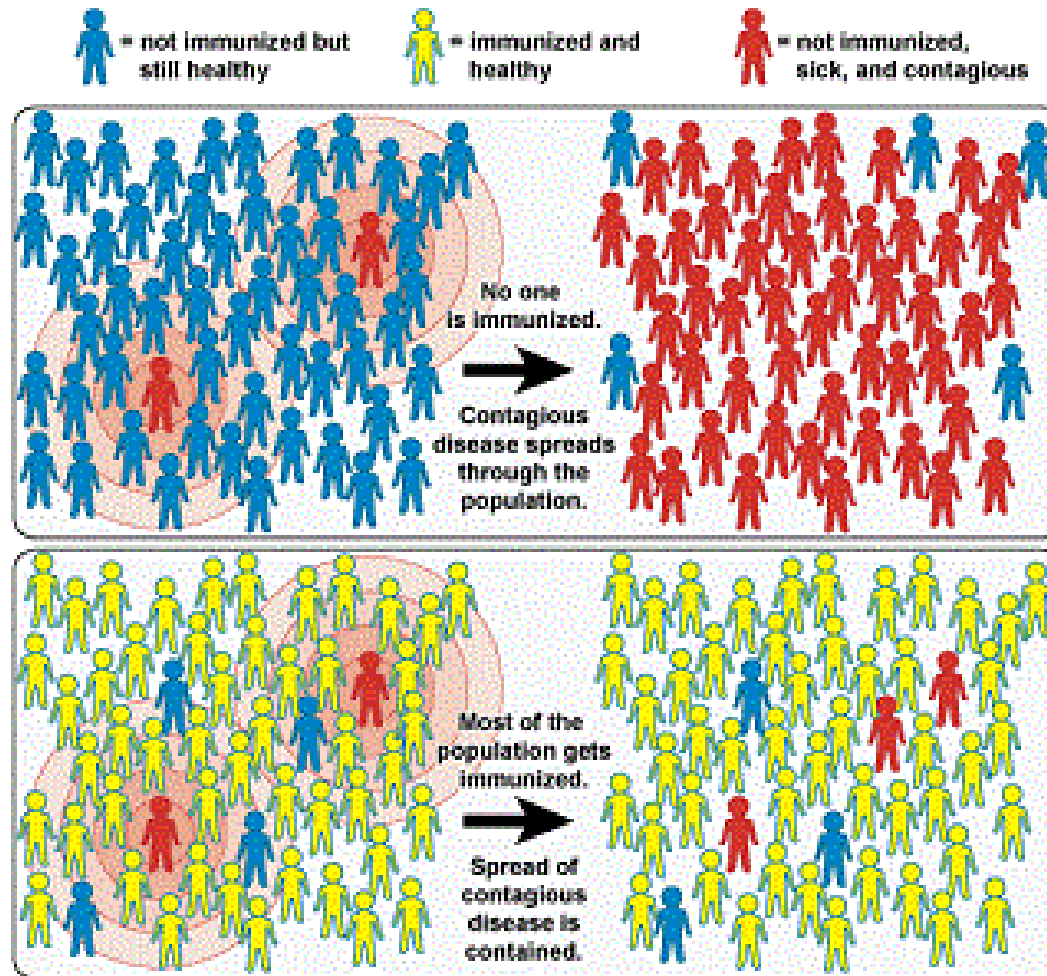 = not immunized but
still healthy
= immunized and
healthy
= not immunized,
sick, and contagious
No one
is immunized.
Contagious
disease spreads
through the
population.
Most of the
population gets
immunized.
Spread of
contagious
disease is
contained.